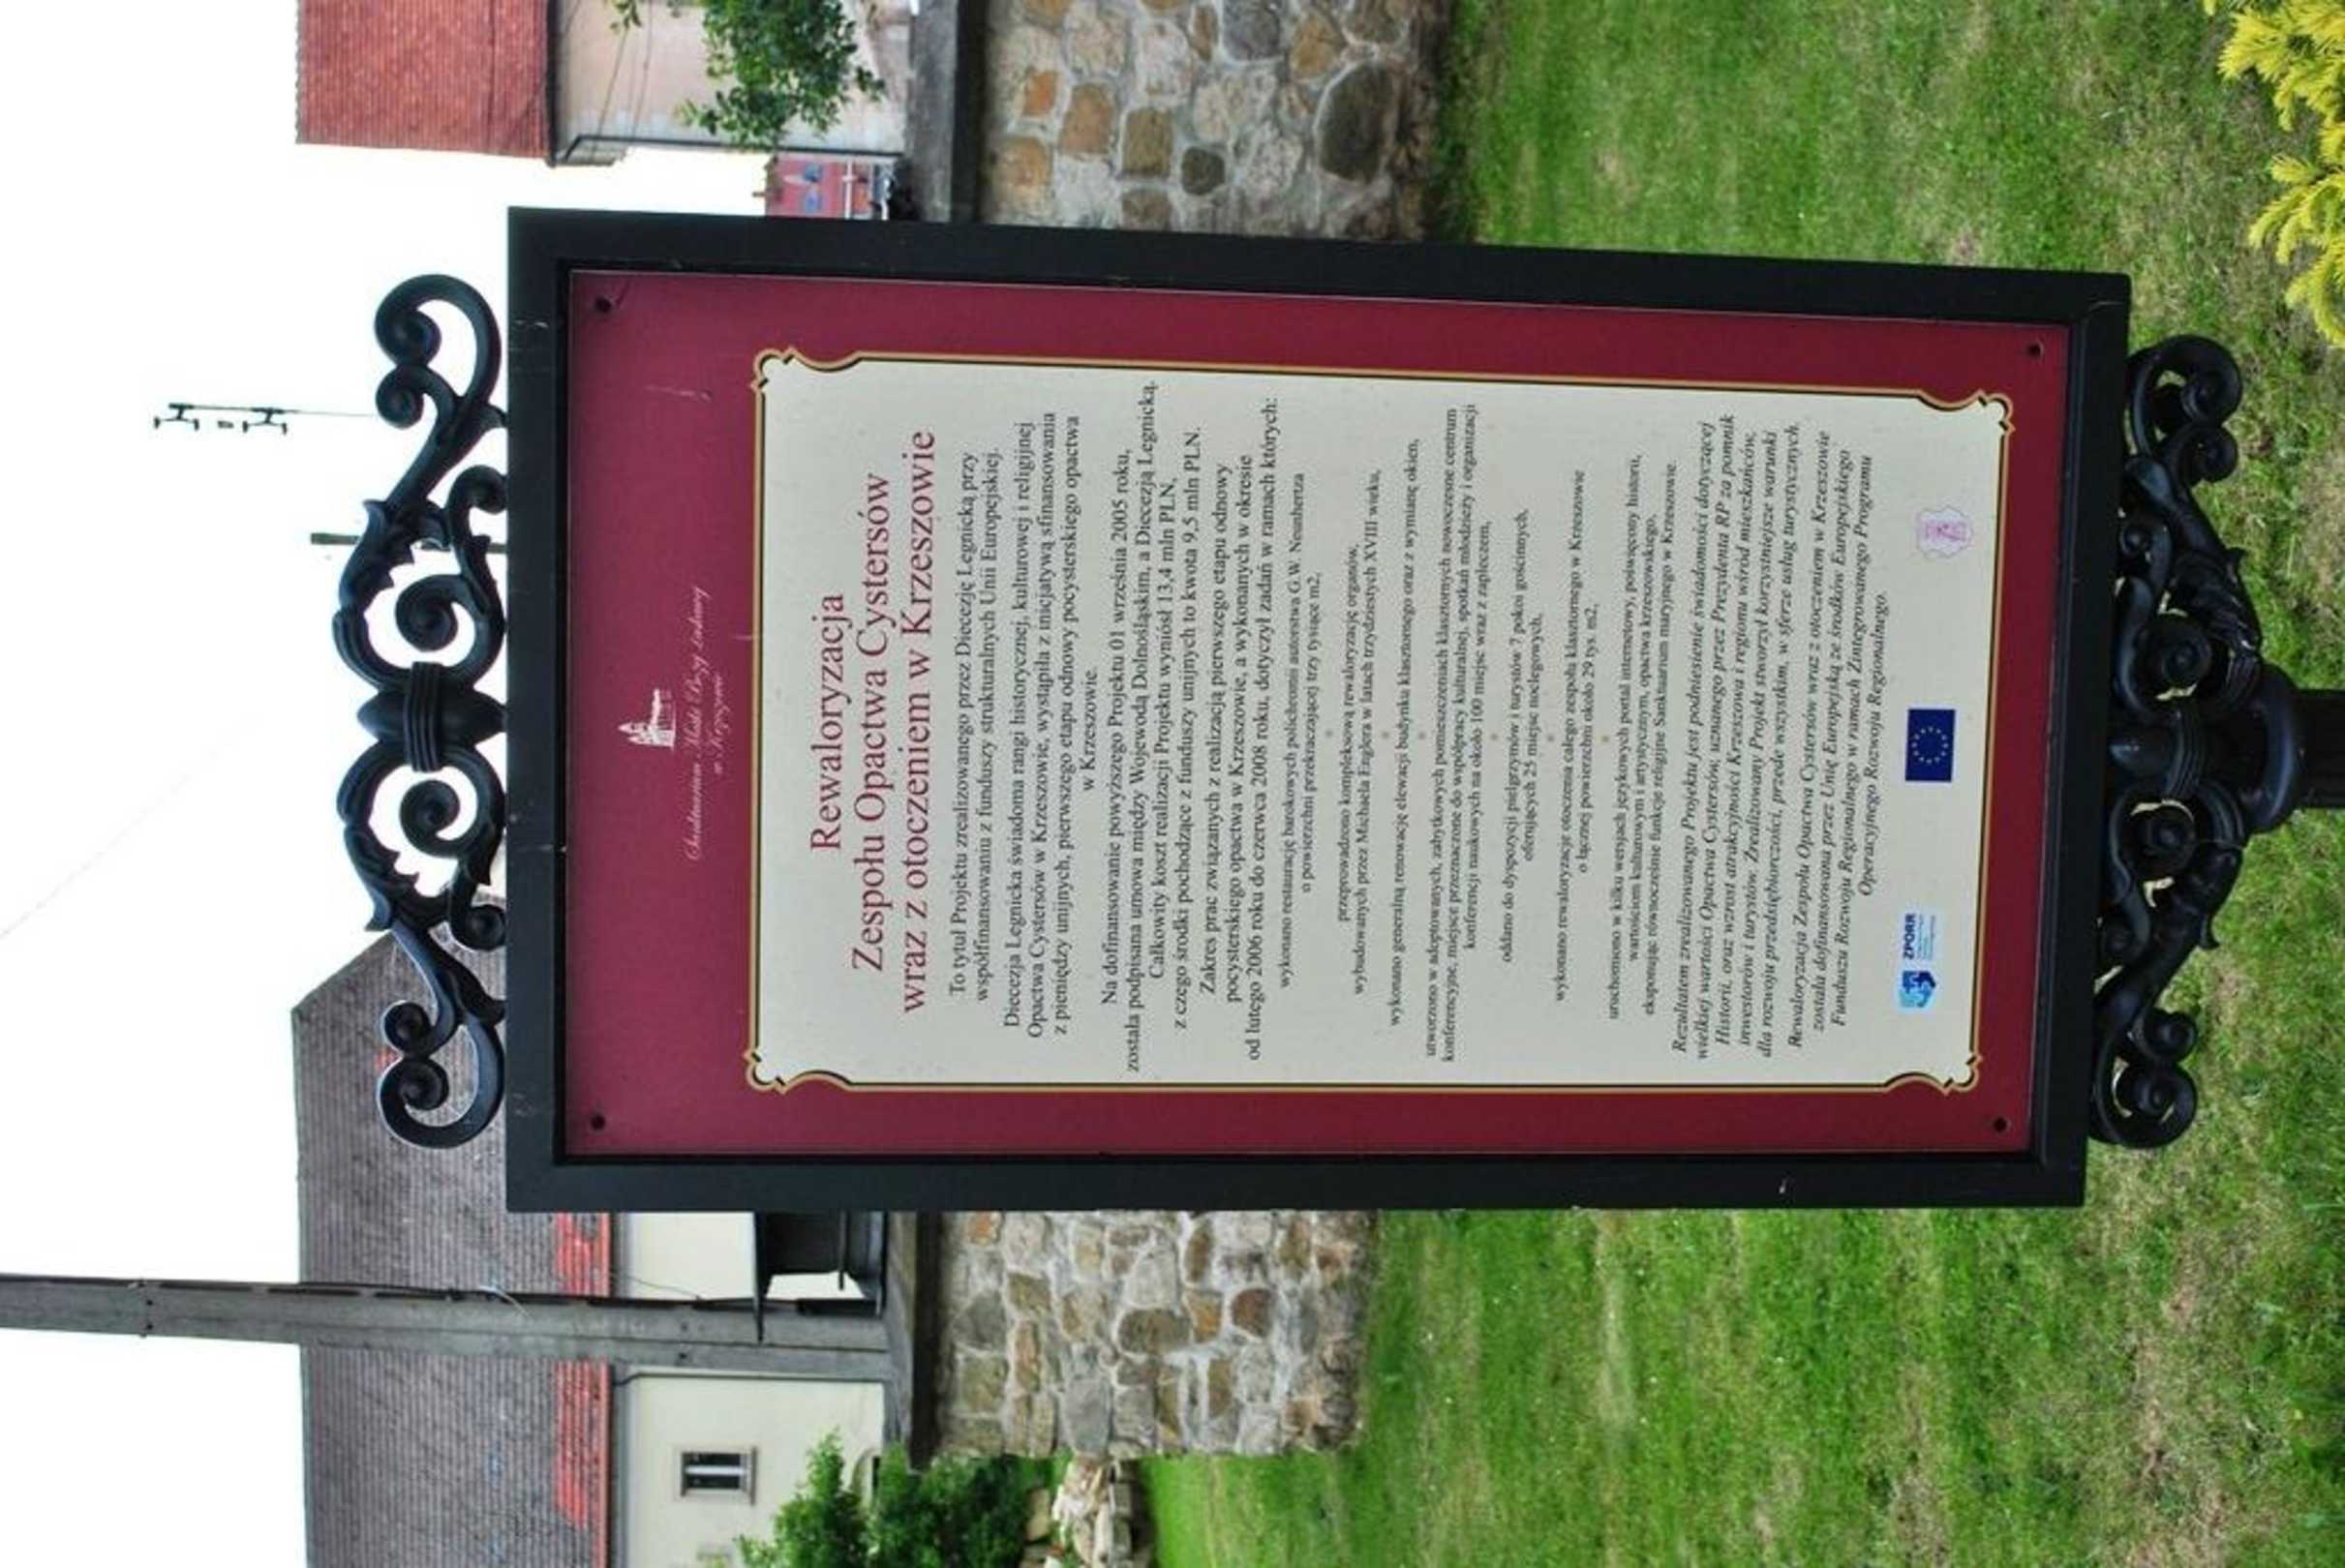 Sanktuarium Matki Bożej Łaskawej
w Krzeszowie
Rewaloryzacja
Zespołu Opactwa Cystersów
wraz z otoczeniem w Krzeszowie
To tytuł Projektu zrealizowanego przez Diecezję Legnicką przy
współfinansowaniu z funduszy strukturalnych Unii Europejskiej.
Diecezja Legnicka świadoma rangi historycznej, kulturowej i religijnej
Opactwa Cystersów w Krzeszowie, wystąpiła z inicjatywą sfinansowania
z pieniędzy unijnych, pierwszego etapu odnowy pocysterskiego opactwa
w Krzeszowie.
Na dofinansowanie powyższego Projektu 01 września 2005 roku,
została podpisana umowa między Wojewodą Dolnośląskim, a Diecezją Legnicką.
Całkowity koszt realizacji Projektu wyniósł 13,4 mln PLN,
z czego środki pochodzące z funduszy unijnych to kwota 9,5 mln PLN.
Zakres prac związanych z realizacją pierwszego etapu odnowy
pocysterskiego opactwa w Krzeszowie, a wykonanych w okresie
od lutego 2006 roku do czerwca 2008 roku, dotyczył zadań w ramach których:
wykonano restaurację barokowych polichromii autorstwa G.W. Neunhertza
o powierzchni przekraczającej trzy tysiące m2,
przeprowadzono kompleksową rewaloryzację organów,
wybudowanych przez Michaela Englera w latach trzydziestych XVIII wieku,
wykonano generalną renowację elewacji budynku klasztornego oraz z wymianę okien,
utworzono w adoptowanych, zabytkowych pomieszczeniach klasztornych nowoczesne centrum
konferencyjne, miejsce przeznaczone do współpracy kulturalnej, spotkań młodzieży i organizacji
konferencji naukowych na około 100 miejsc wraz z zapleczem,
oddano do dyspozycji pielgrzymów i turystów 7 pokoi gościnnych,
oferujących 25 miejsc noclegowych,
wykonano rewaloryzację otoczenia całego zespołu klasztornego w Krzeszowie
o łącznej powierzchni około 29 tys. m2,
uruchomiono w kilku wersjach językowych portal internetowy, poświęcony historii,
wartościom kulturowym i artystycznym, opactwa krzeszowskiego,
eksponując równocześnie funkcje religijne Sanktuarium maryjnego w Krzeszowie.
Rezultatem zrealizowanego Projektu jest podniesienie świadomości dotyczącej
wielkiej wartości Opactwa Cystersów, uznanego przez Prezydenta RP za pomnik
Historii, oraz wzrost atrakcyjności Krzeszowa i regionu wśród mieszkańców,
inwestorów i turystów. Zrealizowany Projekt stworzył korzystniejsze warunki
dla rozwoju przedsiębiorczości, przede wszystkim, w sferze usług turystycznych.
Rewaloryzacja Zespołu Opactwa Cystersów wraz z otoczeniem w Krzeszowie
została dofinansowana przez Unię Europejską ze środków Europejskiego
Funduszu Rozwoju Regionalnego w ramach Zintegrowanego Programu
Operacyjnego Rozwoju Regionalnego.
ZPORR